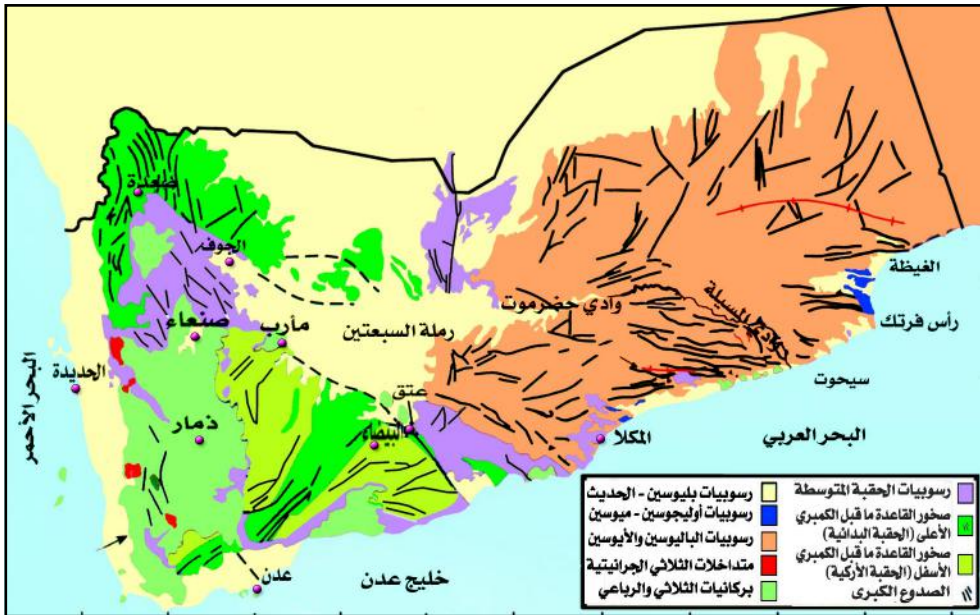 صعدة
الجوف
صنعاء
مأرب
رملة السبعتين
وادي حضرموت
وادي المسيلة
الغيظة
رأس فرتك
سيحوت
البحر الأحمر
الحديدة
ذمار
عتق
البيضاء
المكلا
البحر العربي
خليج عدن
عدن
رسوبيات الحقبة المتوسطة
صخور القاعدة ما قبل الكمبري
الأعلى (الحقبة البدائية)
صخور القاعدة ما قبل الكمبري
الأسفل (الحقبة الأركية)
الصدوع الكبرى
رسوبيات بليوسين - الحديث
رسوبيات أوليجوسين - ميوسين
رسوبيات الباليوسين والأيوسين
متداخلات الثلاثي الجرانيتية
بركانيات الثلاثي والرباعي